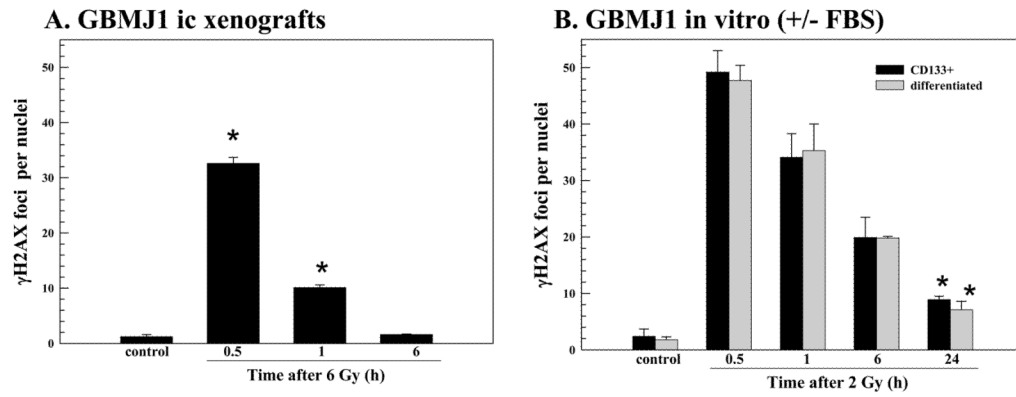 A. GBMJ1 ic xenografts
γH2AX foci per nuclei
50
40
30
20
10
0
*
*
control 0.5 1 6
Time after 6 Gy (h)
B. GBMJ1 in vitro (+/- FBS)
γH2AX foci per nuclei
50
40
30
20
10
0
CD133+
differentiated
* *
control 0.5 1 6 24
Time after 2 Gy (h)